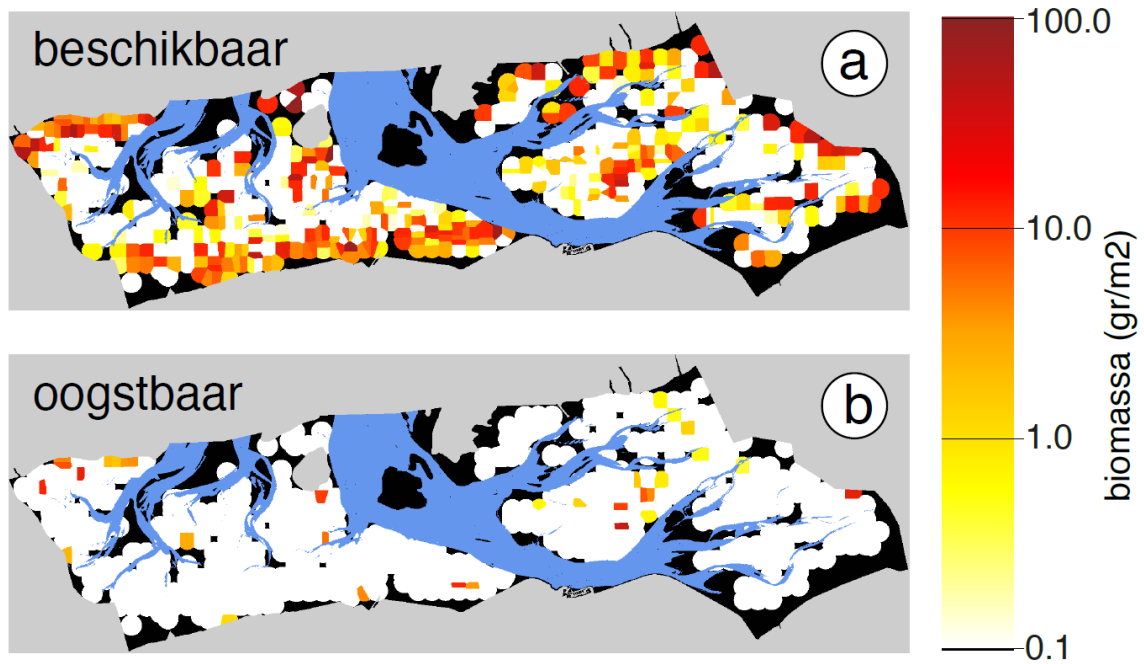 beschikbaar
a
oogstbaar
b
100.0
10.0
1.0
0.1
biomassa (gr/m2)